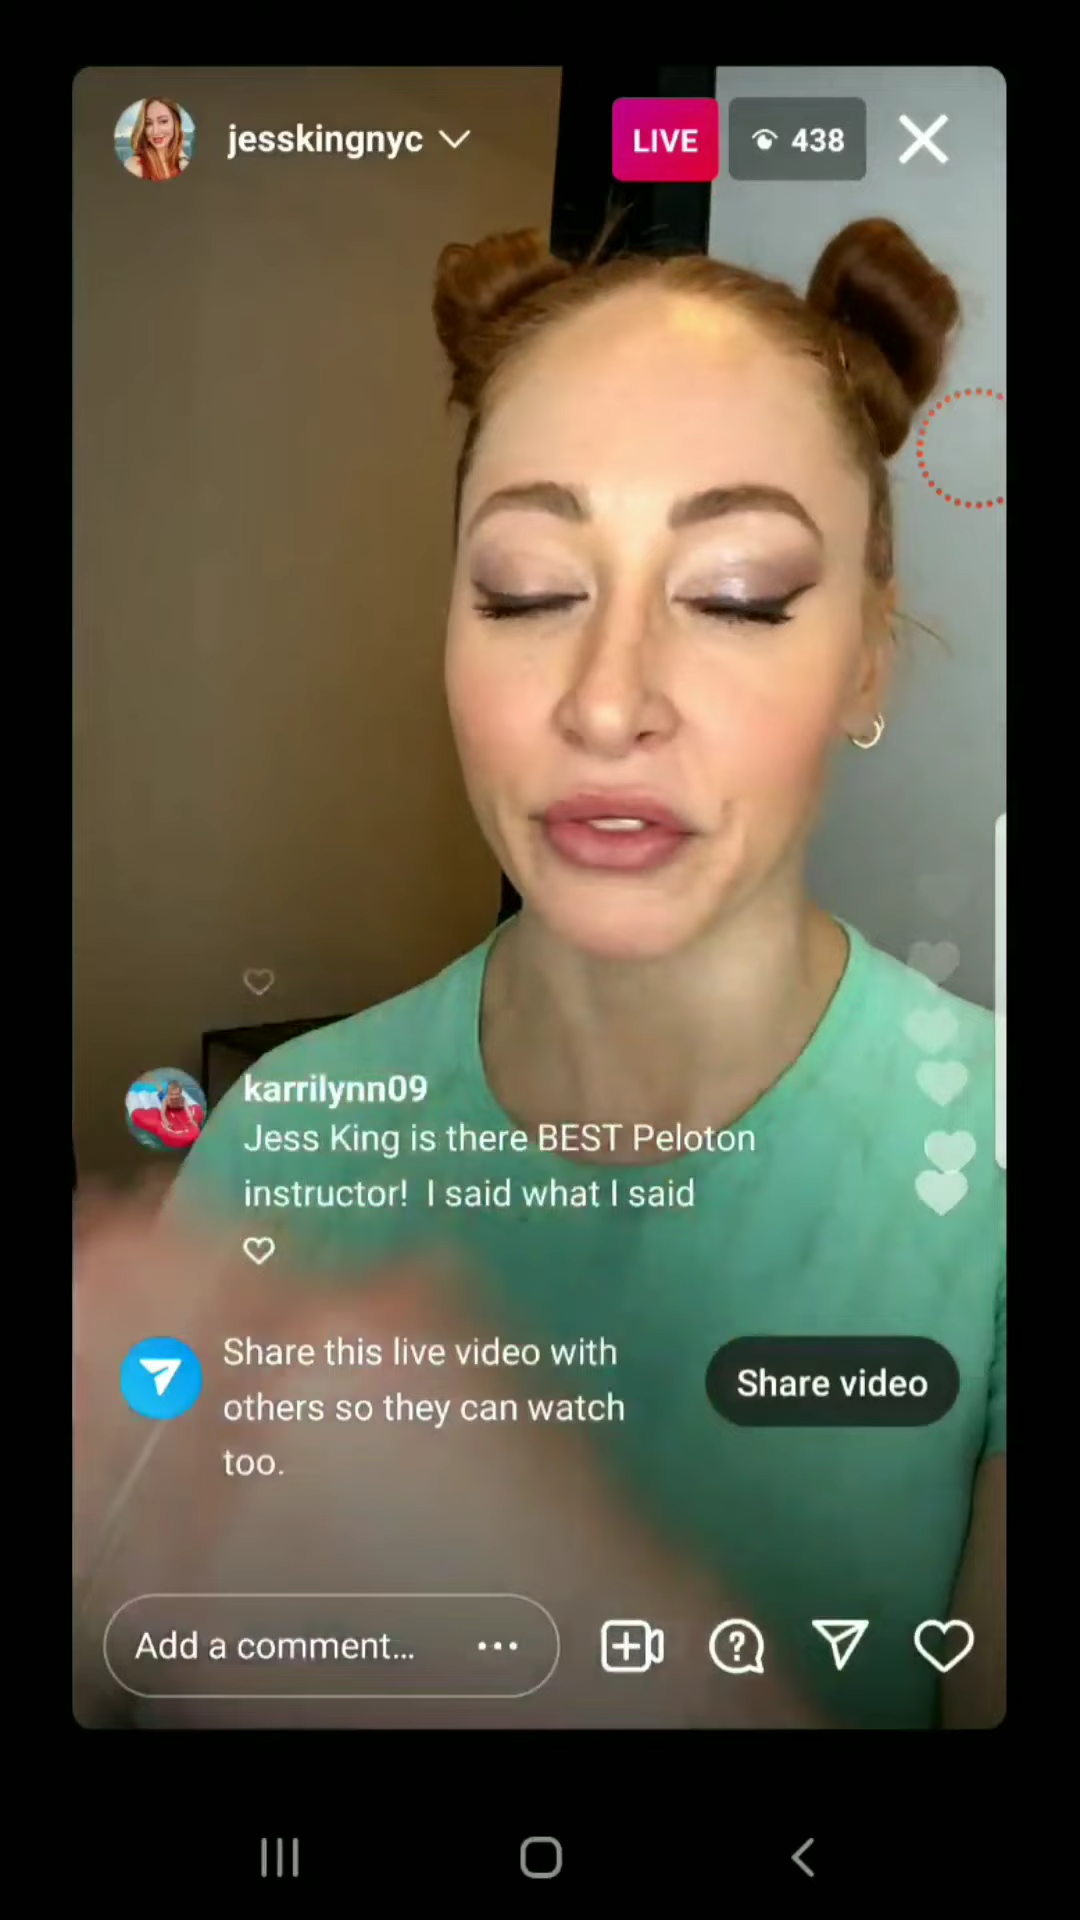 jesskingnyc
LIVE
438
karrilynn09
Jess King is there BEST Peloton
instructor! I said what I said
Share this live video with
others so they can watch
too.
Share video
Add a comment...